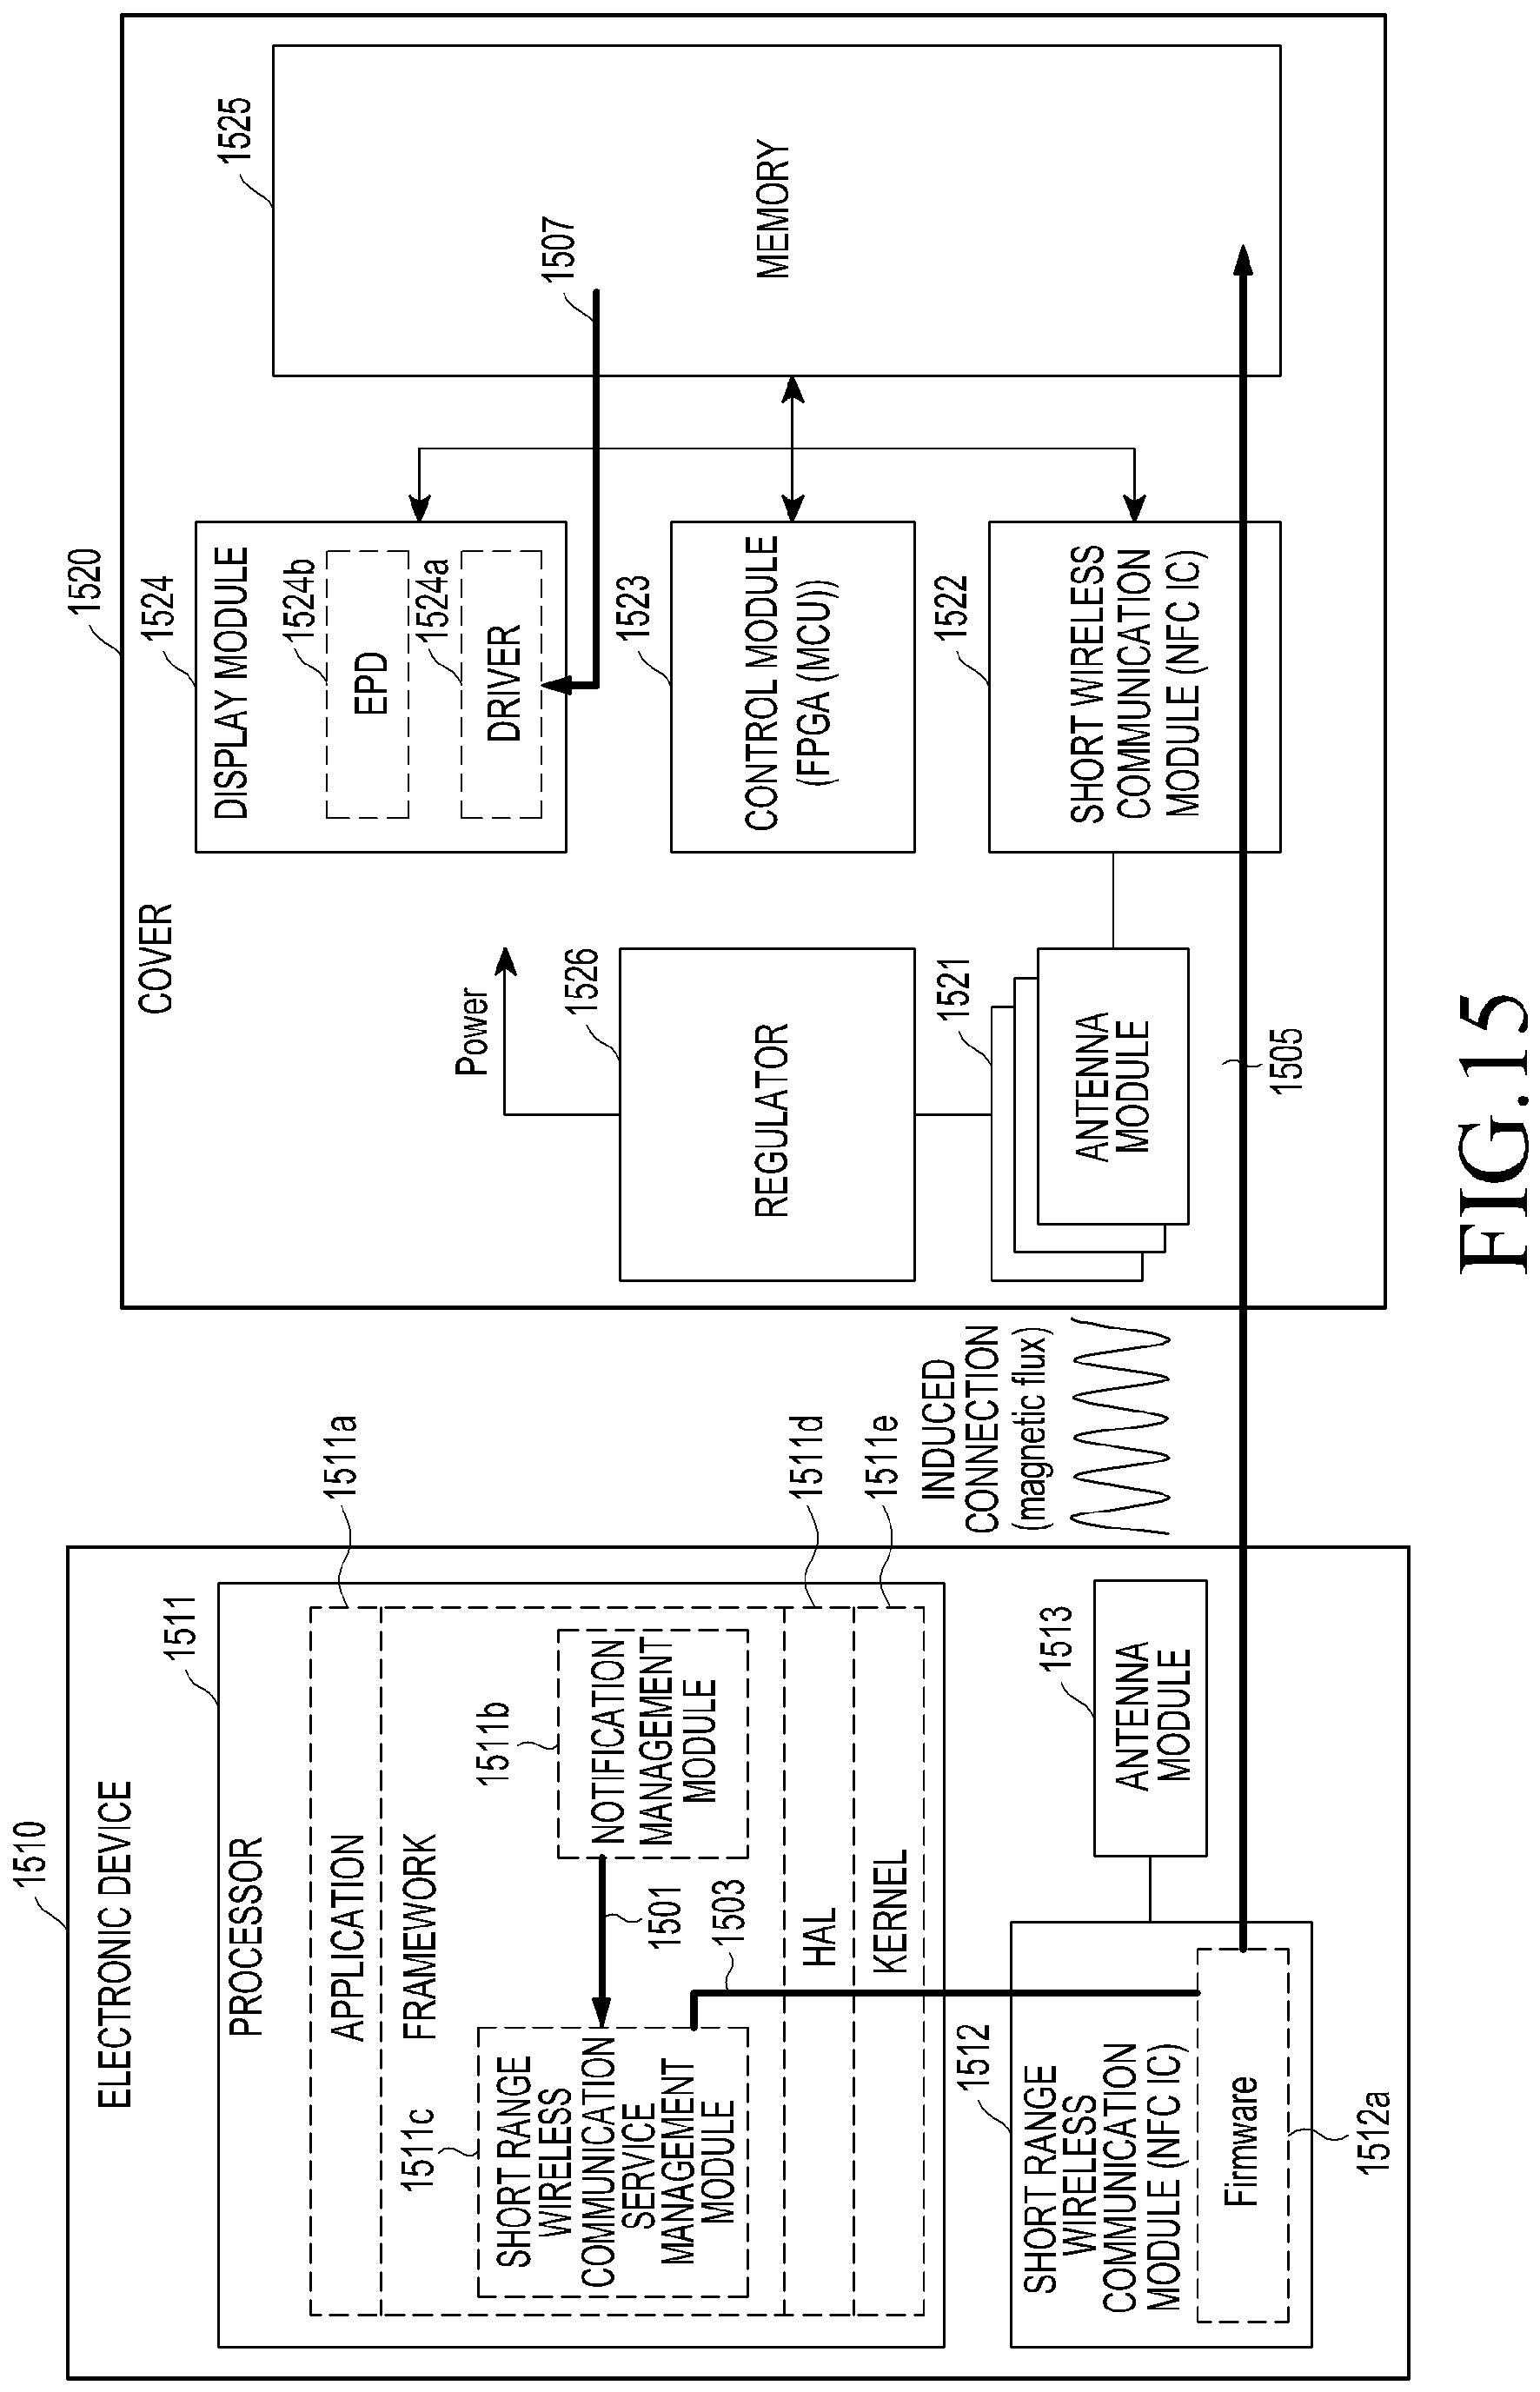 1510
ELECTRONIC DEVICE
1511
PROCESSOR
1511a
APPLICATION
FRAMEWORK
1511c
SHORT RANGE
WIRELESS
COMMUNICATION
SERVICE
MANAGEMENT
MODULE
1501
1511b
NOTIFICATION
MANAGEMENT
MODULE
1503
HAL
1511d
KERNEL
1511e
1512
SHORT RANGE
WIRELESS
COMMUNICATION
MODULE (NFC IC)
Firmware
1512a
1513
ANTENNA
MODULE
INDUCED
CONNECTION
(magnetic flux)
1520
COVER
Power
1526
REGULATOR
1521
ANTENNA
MODULE
1505
1524
DISPLAY MODULE
1524b
EPD
1524a
DRIVER
1523
CONTROL MODULE
(FPGA (MCU))
1522
SHORT WIRELESS
COMMUNICATION
MODULE (NFC IC)
1507
1525
MEMORY
FIG.15